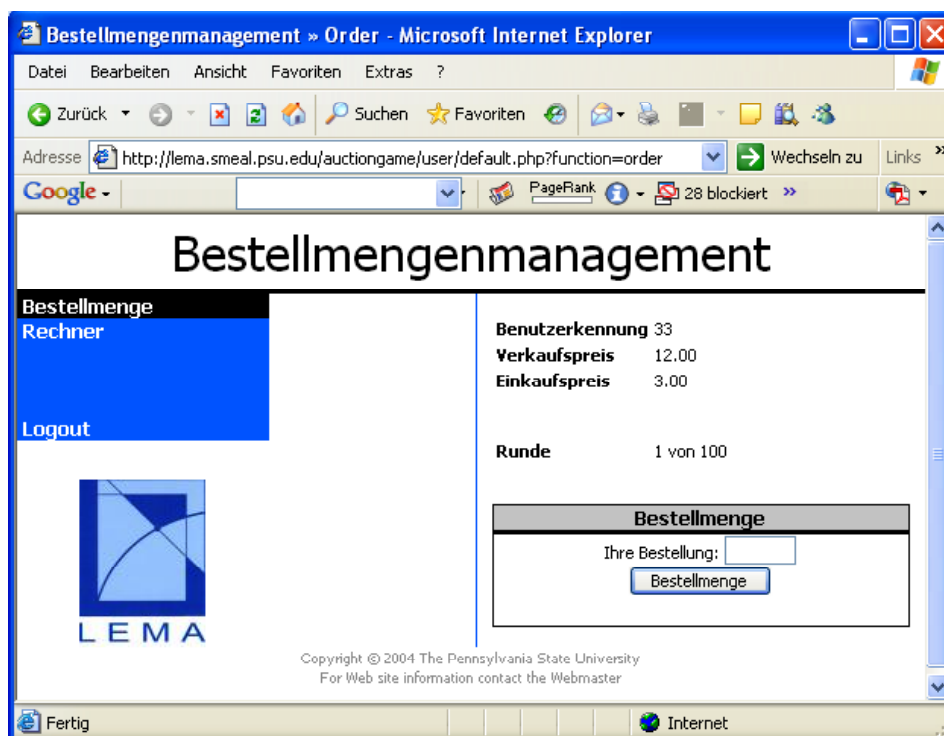 Bestellmengenmanagement » Order - Microsoft Internet Explorer
Datei Bearbeiten Ansicht Favoriten Extras ?
Zurück Suchen Favoriten
Adresse http://lema.smeal.psu.edu/auctiongame/user/default.php?function=order Wechseln zu Links »
Google PageRank 28 blockiert »
Bestellmengenmanagement
Bestellmenge
Rechner
Logout
LEMA
Benutzerkennung 33
Verkaufspreis 12.00
Einkaufspreis 3.00
Runde 1 von 100
Bestellmenge
Ihre Bestellung:
Bestellmenge
Copyright © 2004 The Pennsylvania State University
For Web site information contact the Webmaster
Fertig Internet